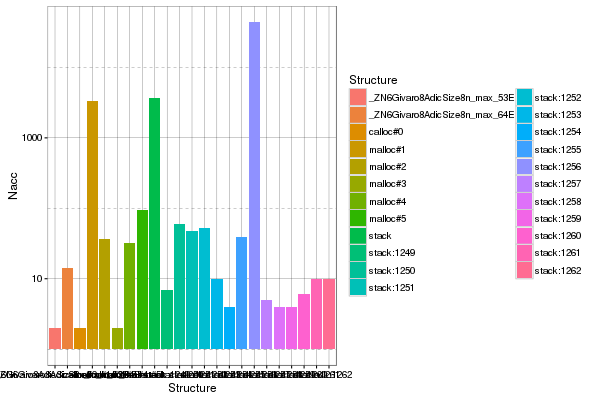 1000
10
Nacc
Structure
Structure
_ZN6Givaro8AdicSize8n_max_53E
_ZN6Givaro8AdicSize8n_max_64E
calloc#0
malloc#1
malloc#2
malloc#3
malloc#4
malloc#5
stack
stack:1249
stack:1250
stack:1251
stack:1252
stack:1253
stack:1254
stack:1255
stack:1256
stack:1257
stack:1258
stack:1259
stack:1260
stack:1261
stack:1262